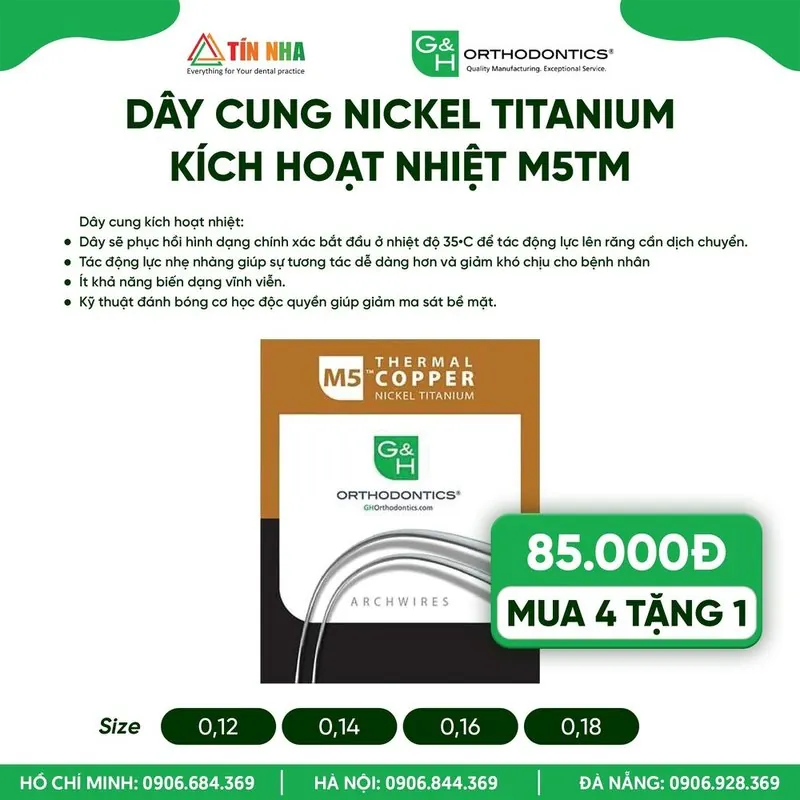 TÍN NHA
Everything for Your dental practice
G&H ORTHODONTICS®
Quality Manufacturing. Exceptional Service.
DÂY CUNG NICKEL TITANIUM
KÍCH HOẠT NHIỆT M5TM
Dây cung kích hoạt nhiệt:
• Dây sẽ phục hồi hình dạng chính xác bắt đầu ở nhiệt độ 35•C để tác động lực lên răng cần dịch chuyển.
• Tác động lực nhẹ nhàng giúp sự tương tác dễ dàng hơn và giảm khó chịu cho bệnh nhân
• Ít khả năng biến dạng vĩnh viễn.
• Kỹ thuật đánh bóng cơ học độc quyền giúp giảm ma sát bề mặt.
M5™ THERMAL
COPPER
NICKEL TITANIUM
G&H
ORTHODONTICS®
GHOrthodontics.com
ARCHWIRES
85.000Đ
MUA 4 TẶNG 1
Size 0,12 0,14 0,16 0,18
HỒ CHÍ MINH: 0906.684.369 | HÀ NỘI: 0906.844.369 | ĐÀ NẴNG: 0906.928.369